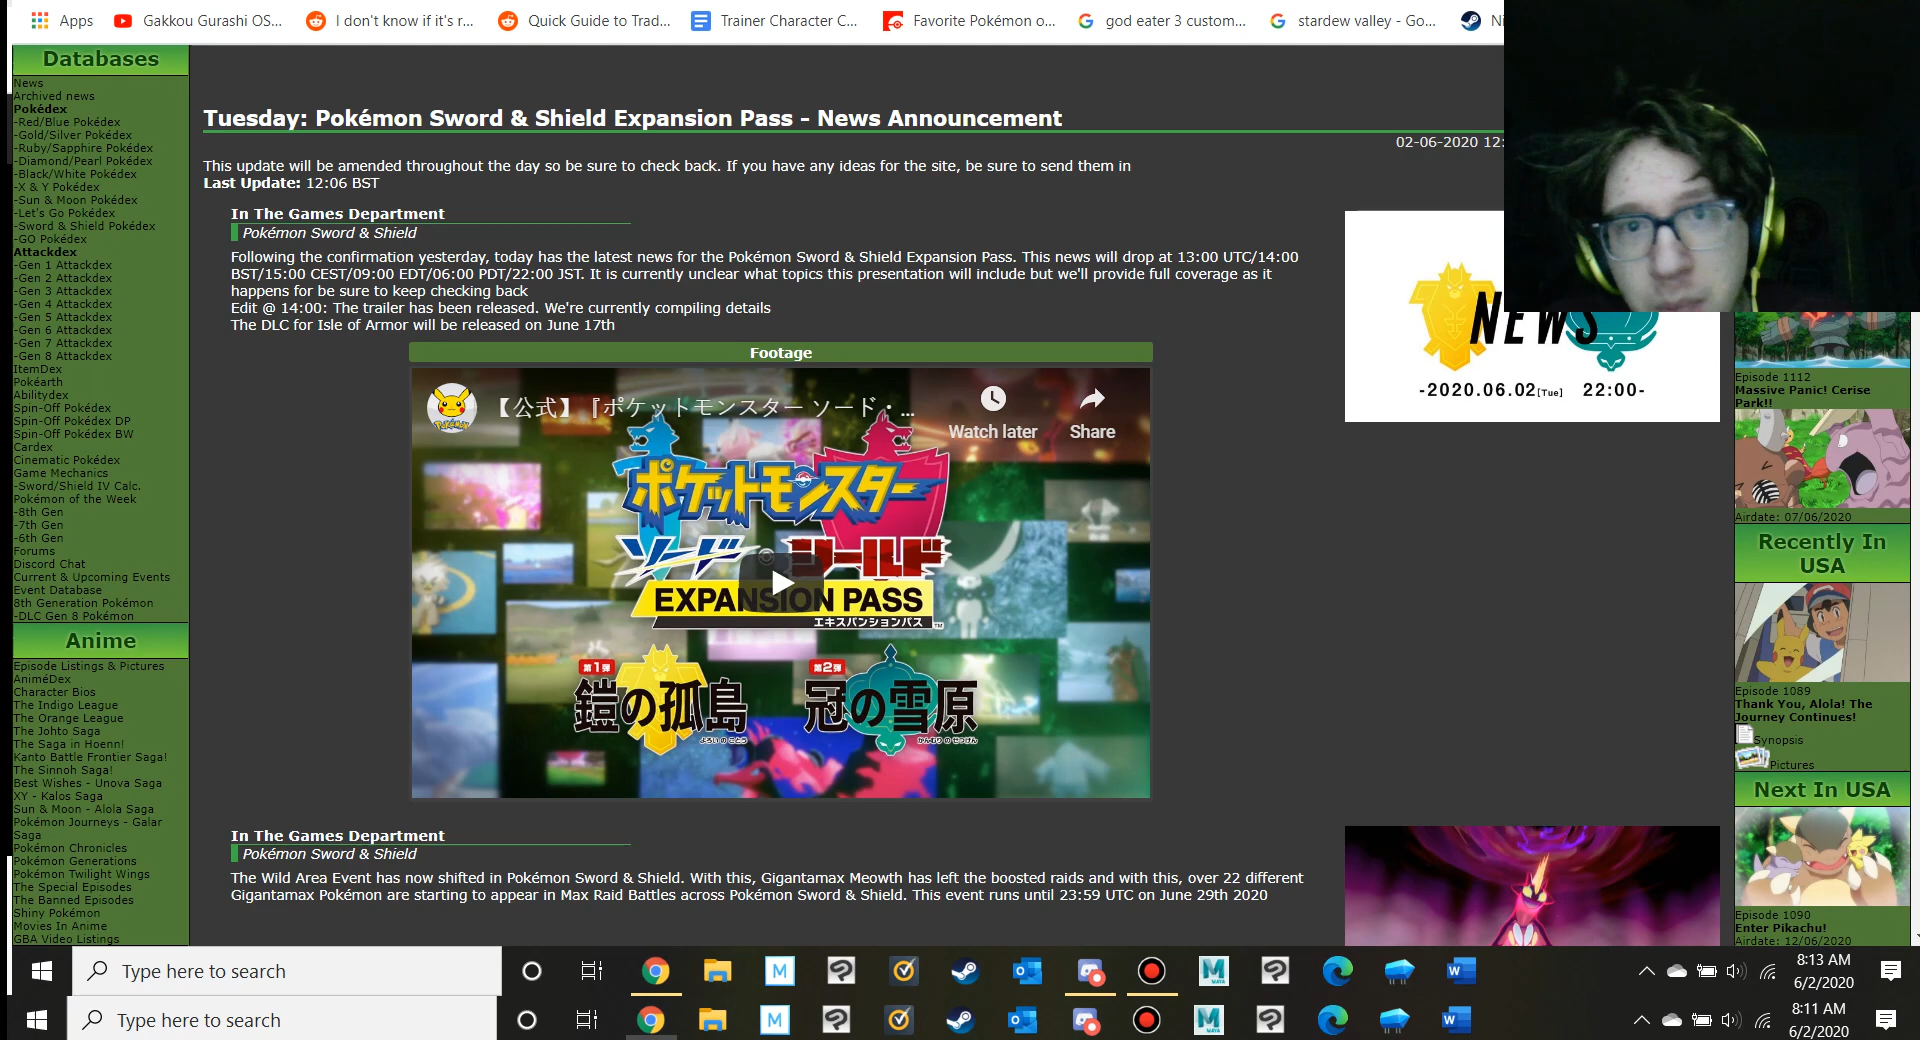 Apps
Gakkou Gurashi OS...
I don't know if it's r...
Quick Guide to Trad...
Trainer Character C...
Favorite Pokémon o...
god eater 3 custom...
stardew valley - Go...
Databases
News
Archived news
Pokédex
-Red/Blue Pokédex
-Gold/Silver Pokédex
-Ruby/Sapphire Pokédex
-Diamond/Pearl Pokédex
-Black/White Pokédex
-X & Y Pokédex
-Sun & Moon Pokédex
-Let's Go Pokédex
-Sword & Shield Pokédex
-GO Pokédex
Attackdex
-Gen 1 Attackdex
-Gen 2 Attackdex
-Gen 3 Attackdex
-Gen 4 Attackdex
-Gen 5 Attackdex
-Gen 6 Attackdex
-Gen 7 Attackdex
-Gen 8 Attackdex
ItemDex
Pokéarth
Abilitydex
Spin-Off Pokédex
Spin-Off Pokédex DP
Spin-Off Pokédex BW
Cardex
Cinematic Pokédex
Game Mechanics
-Sword/Shield IV Calc.
Pokémon of the Week
-8th Gen
-7th Gen
-6th Gen
Forums
Discord Chat
Current & Upcoming Events
Event Database
8th Generation Pokémon
-DLC Gen 8 Pokémon
Anime
Episode Listings & Pictures
AniméDex
Character Bios
The Indigo League
The Orange League
The Johto Saga
The Saga in Hoenn!
Kanto Battle Frontier Saga!
The Sinnoh Saga!
Best Wishes - Unova Saga
XY - Kalos Saga
Sun & Moon - Alola Saga
Pokémon Journeys - Galar
Saga
Pokémon Chronicles
Pokémon Generations
Pokémon Twilight Wings
The Special Episodes
The Banned Episodes
Shiny Pokémon
Movies In Anime
GBA Video Listings
Tuesday: Pokémon Sword & Shield Expansion Pass - News Announcement
02-06-2020 12:
This update will be amended throughout the day so be sure to check back. If you have any ideas for the site, be sure to send them in
Last Update: 12:06 BST
In The Games Department
Pokémon Sword & Shield
Following the confirmation yesterday, today has the latest news for the Pokémon Sword & Shield Expansion Pass. This news will drop at 13:00 UTC/14:00
BST/15:00 CEST/09:00 EDT/06:00 PDT/22:00 JST. It is currently unclear what topics this presentation will include but we'll provide full coverage as it
happens for be sure to keep checking back
Edit @ 14:00: The trailer has been released. We're currently compiling details
The DLC for Isle of Armor will be released on June 17th
Footage
【公式】『ポケットモンスター ソード・...
Watch later
Share
ポケットモンスター
ソード シールド
EXPANSION PASS
エキスパンションパス
第1弾
鎧の孤島
よろいのことう
第2弾
冠の雪原
かんむりのせつげん
NEWS
-2020.06.02[Tue] 22:00-
In The Games Department
Pokémon Sword & Shield
The Wild Area Event has now shifted in Pokémon Sword & Shield. With this, Gigantamax Meowth has left the boosted raids and with this, over 22 different
Gigantamax Pokémon are starting to appear in Max Raid Battles across Pokémon Sword & Shield. This event runs until 23:59 UTC on June 29th 2020
Episode 1112
Massive Panic! Cerise
Park!!
Airdate: 07/06/2020
Recently In
USA
Episode 1089
Thank You, Alola! The
Journey Continues!
Synopsis
Pictures
Next In USA
Episode 1090
Enter Pikachu!
Airdate: 12/06/2020
Type here to search
8:13 AM
6/2/2020
Type here to search
8:11 AM
6/2/2020